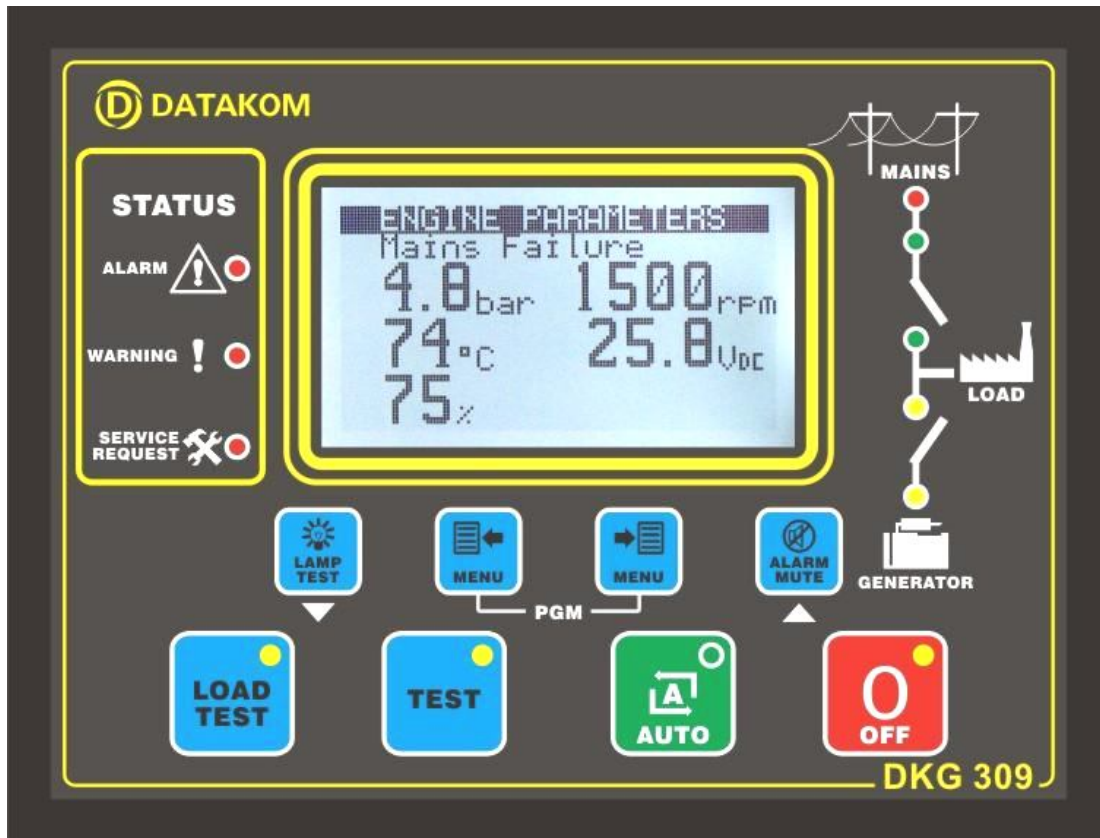 DATAKOM
STATUS
ALARM
WARNING !
SERVICE
REQUEST
ENGINE PARAMETERS
Mains Failure
4.8bar 1500rpm
74°C 25.8VDC
75%
MAINS
LOAD
GENERATOR
LAMP
TEST
MENU
MENU
ALARM
MUTE
PGM
LOAD
TEST
TEST
A
AUTO
0
OFF
DKG 309